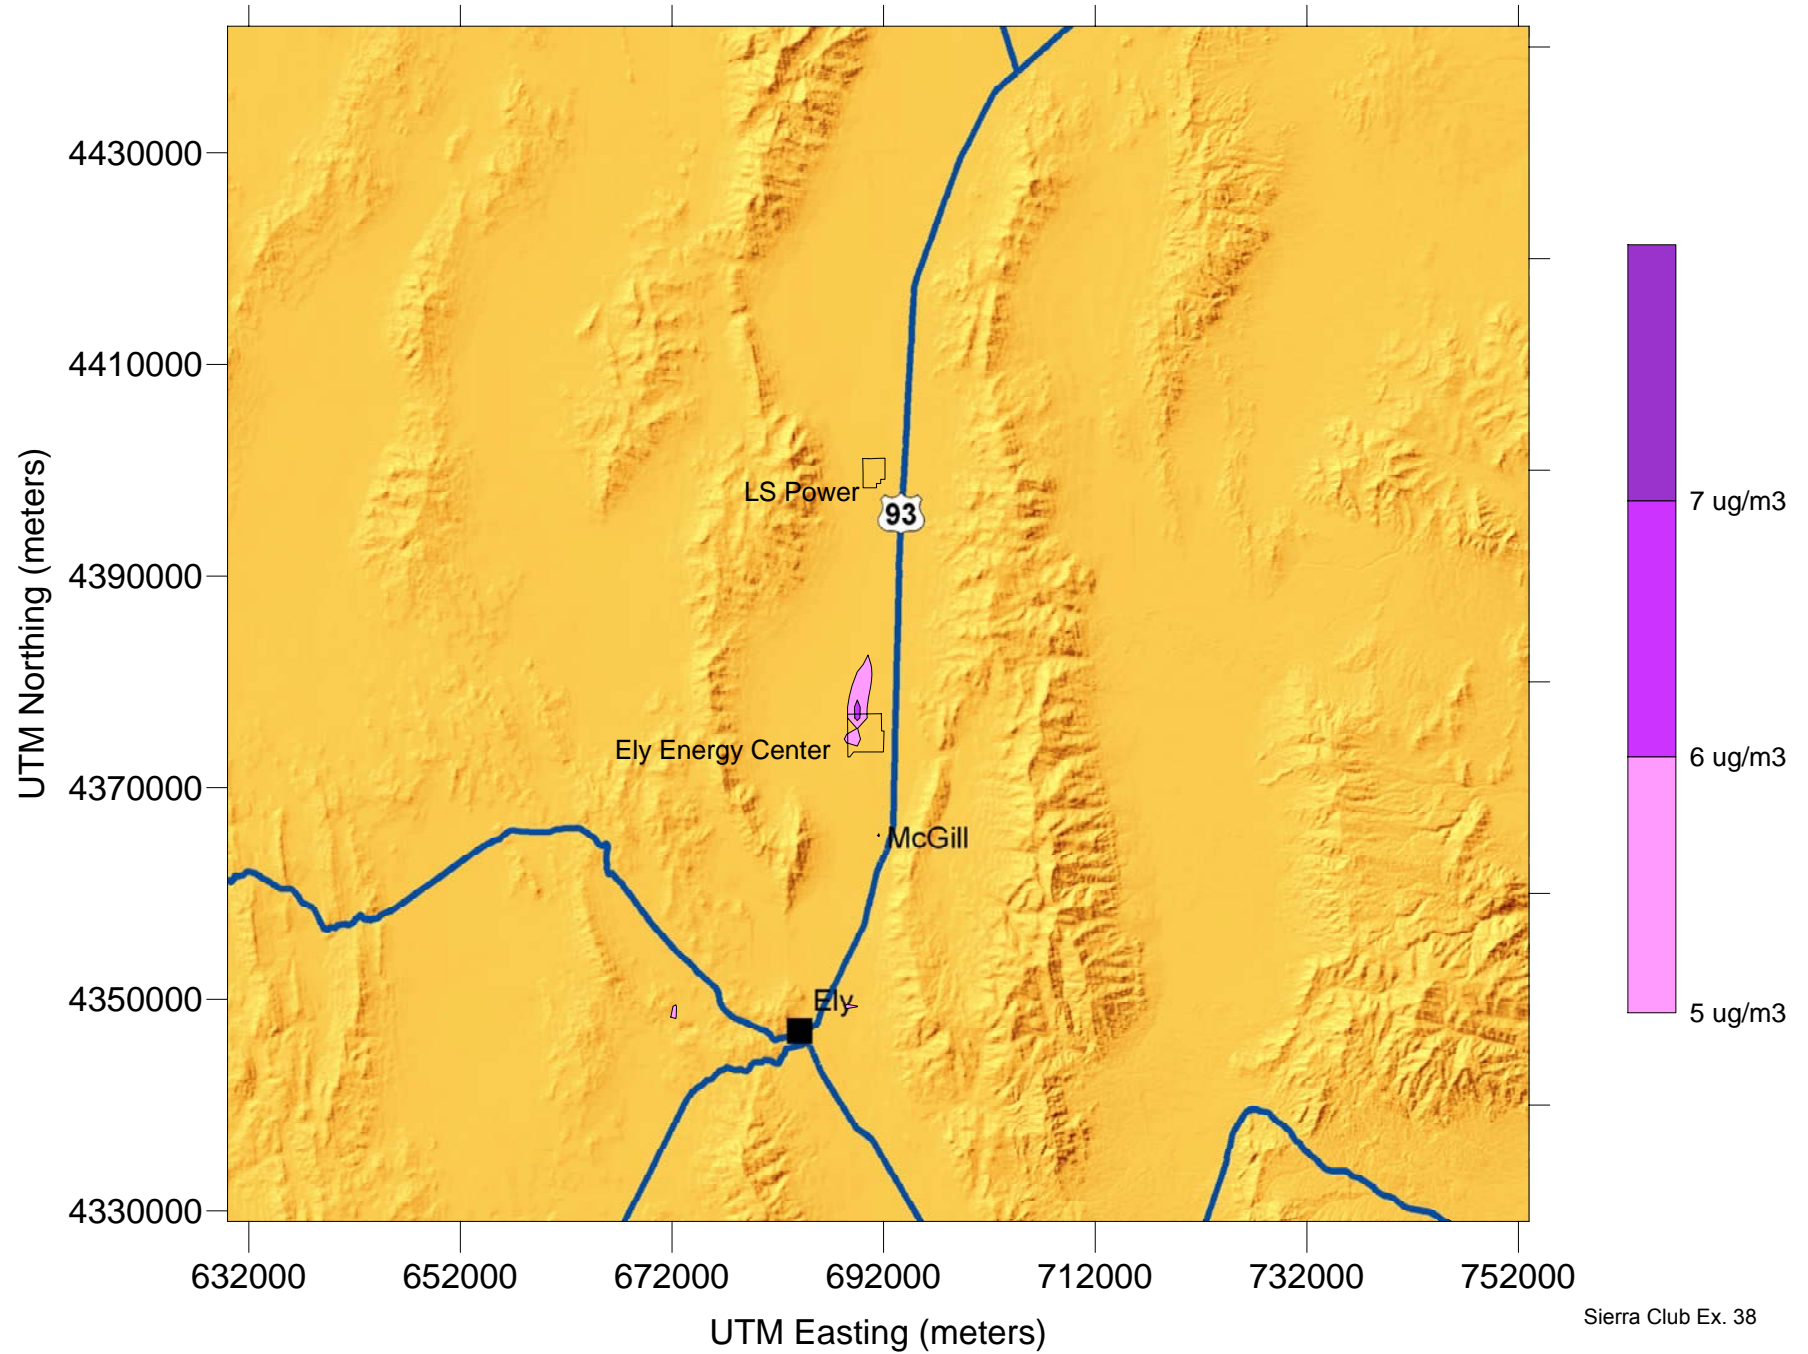 4430000
4410000
4390000
4370000
4350000
4330000
UTM Northing (meters)
LS Power
93
Ely Energy Center
McGill
Ely
7 ug/m3
6 ug/m3
5 ug/m3
632000
652000
672000
692000
712000
732000
752000
UTM Easting (meters)
Sierra Club Ex. 38